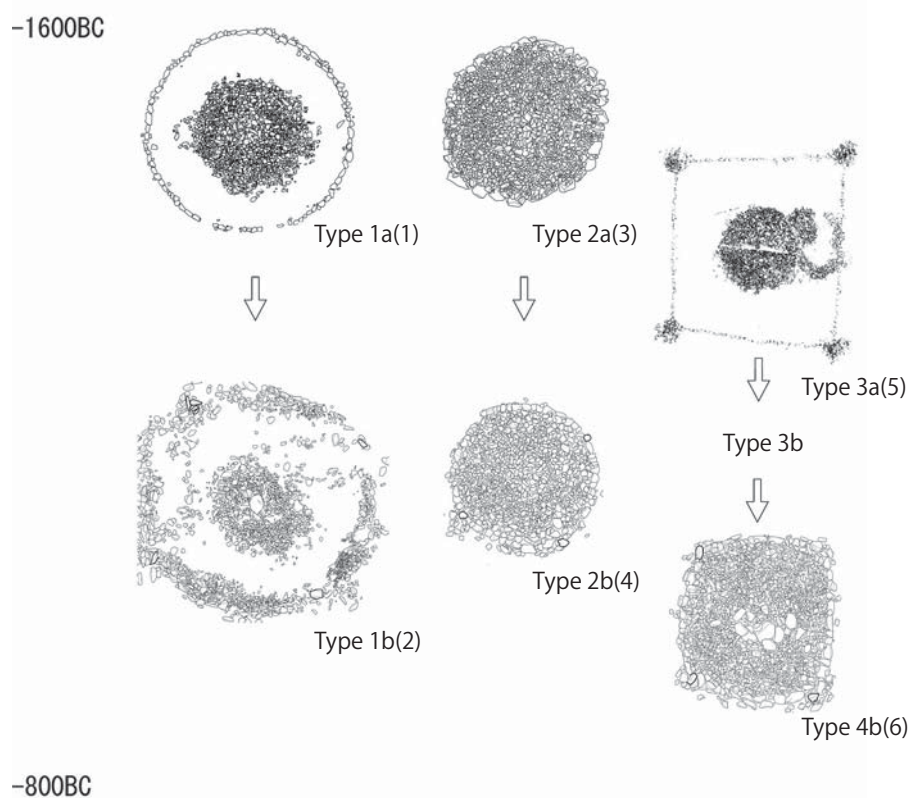 -1600BC
Type 1a(1)
Type 2a(3)
Type 3a(5)
Type 3b
Type 2b(4)
Type 1b(2)
Type 4b(6)
-800BC